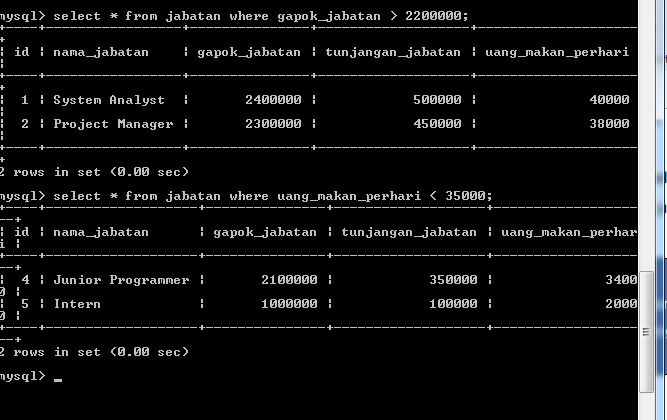 mysql> select * from jabatan where gapok_jabatan > 2200000;
+----+-----------------+---------------+-------------------+--------------------
+
| id | nama_jabatan    | gapok_jabatan | tunjangan_jabatan | uang_makan_perhari
|
+----+-----------------+---------------+-------------------+--------------------
+
|  1 | System Analyst  |       2400000 |            500000 |              40000
|
|  2 | Project Manager |       2300000 |            450000 |              38000
|
+----+-----------------+---------------+-------------------+--------------------
+
2 rows in set (0.00 sec)
mysql> select * from jabatan where uang_makan_perhari < 35000;
+----+-------------------+---------------+-------------------+------------------
--+
| id | nama_jabatan      | gapok_jabatan | tunjangan_jabatan | uang_makan_perhar
i |
+----+-------------------+---------------+-------------------+------------------
--+
|  4 | Junior Programmer |       2100000 |            350000 |              3400
0 |
|  5 | Intern            |       1000000 |            100000 |              2000
0 |
+----+-------------------+---------------+-------------------+------------------
--+
2 rows in set (0.00 sec)
mysql> _